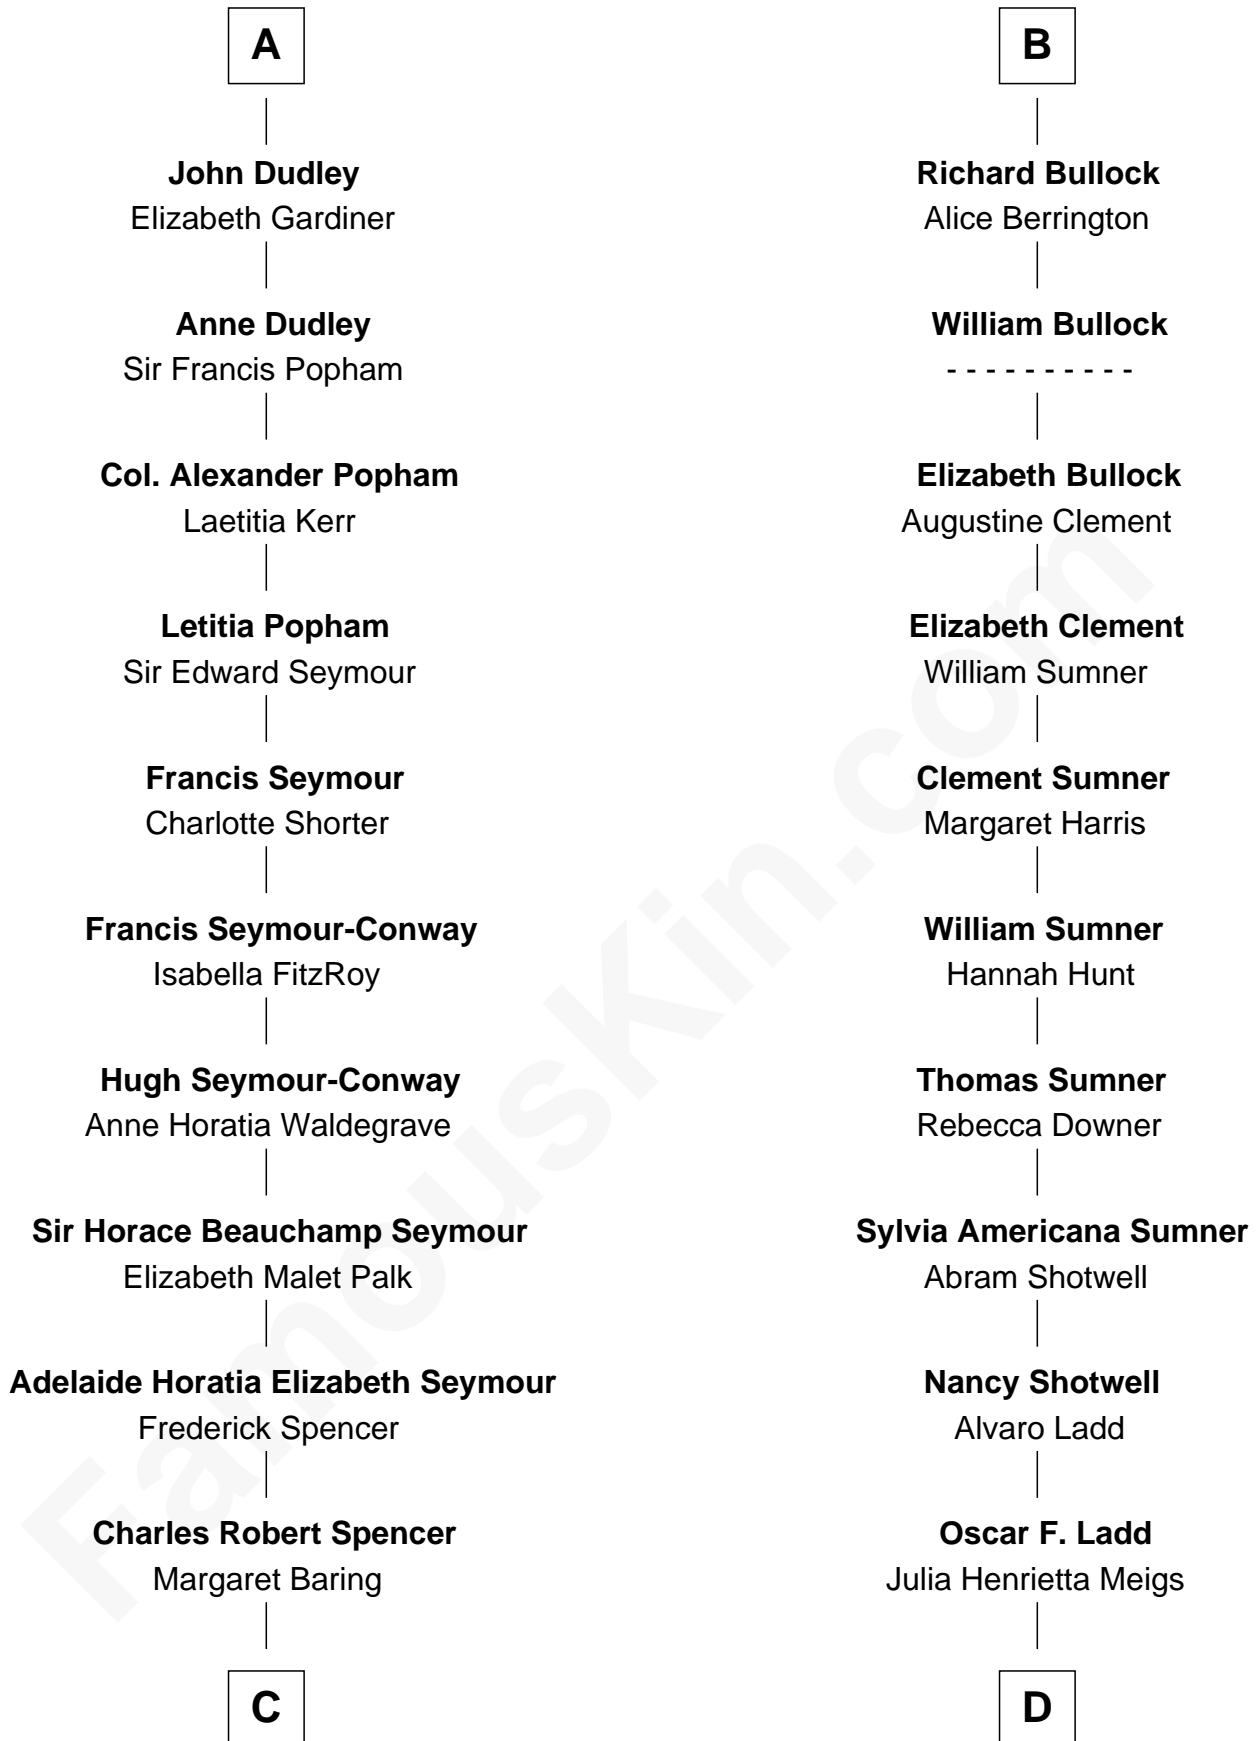 A
John Dudley
Elizabeth Gardiner
Anne Dudley
Sir Francis Popham
Col. Alexander Popham
Laetitia Kerr
Letitia Popham
Sir Edward Seymour
Francis Seymour
Charlotte Shorter
Francis Seymour-Conway
Isabella FitzRoy
Hugh Seymour-Conway
Anne Horatia Waldegrave
Sir Horace Beauchamp Seymour
Elizabeth Malet Palk
Adelaide Horatia Elizabeth Seymour
Frederick Spencer
Charles Robert Spencer
Margaret Baring
C
B
Richard Bullock
Alice Berrington
William Bullock
- - - - - - - - - -
Elizabeth Bullock
Augustine Clement
Elizabeth Clement
William Sumner
Clement Sumner
Margaret Harris
William Sumner
Hannah Hunt
Thomas Sumner
Rebecca Downer
Sylvia Americana Sumner
Abram Shotwell
Nancy Shotwell
Alvaro Ladd
Oscar F. Ladd
Julia Henrietta Meigs
D
FamousKin.com